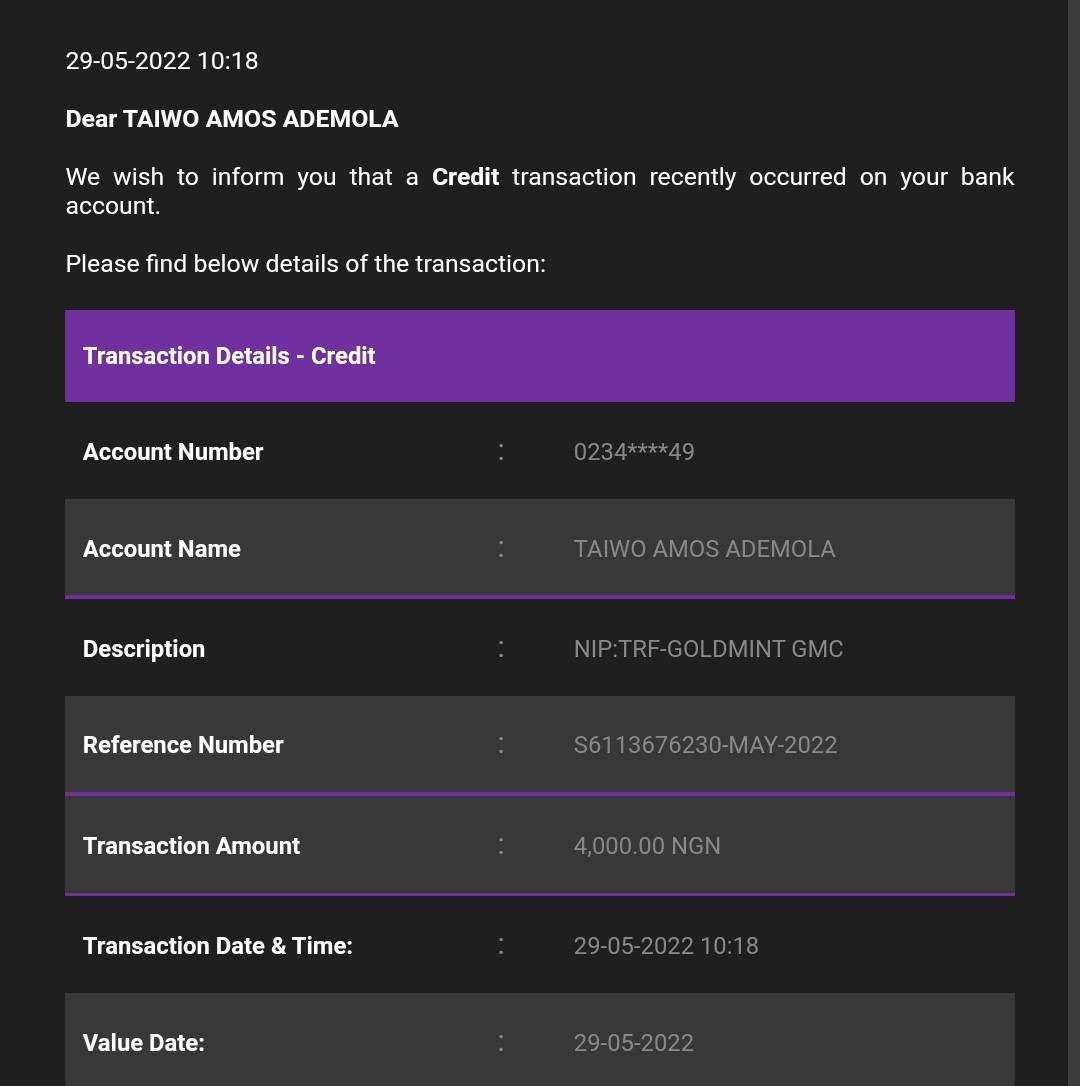 29-05-2022 10:18
Dear TAIWO AMOS ADEMOLA
We wish to inform you that a Credit transaction recently occurred on your bank
account.
Please find below details of the transaction:
Transaction Details - Credit
Account Number : 0234****49
Account Name : TAIWO AMOS ADEMOLA
Description : NIP:TRF-GOLDMINT GMC
Reference Number : S6113676230-MAY-2022
Transaction Amount : 4,000.00 NGN
Transaction Date & Time: : 29-05-2022 10:18
Value Date: : 29-05-2022